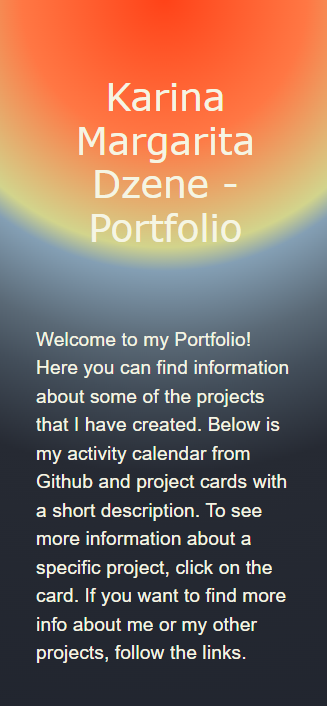 Karina
Margarita
Dzene -
Portfolio
Welcome to my Portfolio!
Here you can find information
about some of the projects
that I have created. Below is
my activity calendar from
Github and project cards with
a short description. To see
more information about a
specific project, click on the
card. If you want to find more
info about me or my other
projects, follow the links.